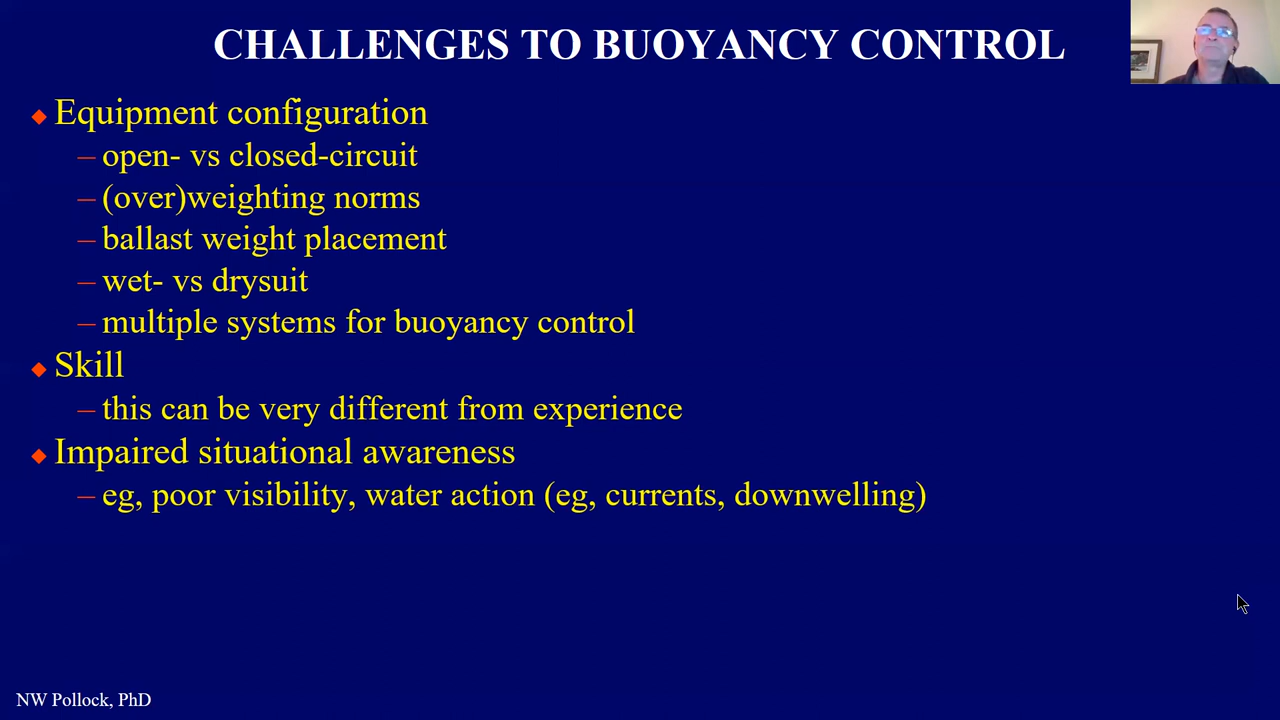 CHALLENGES TO BUOYANCY CONTROL
Equipment configuration
– open- vs closed-circuit
– (over)weighting norms
– ballast weight placement
– wet- vs drysuit
– multiple systems for buoyancy control
Skill
– this can be very different from experience
Impaired situational awareness
– eg, poor visibility, water action (eg, currents, downwelling)
NW Pollock, PhD